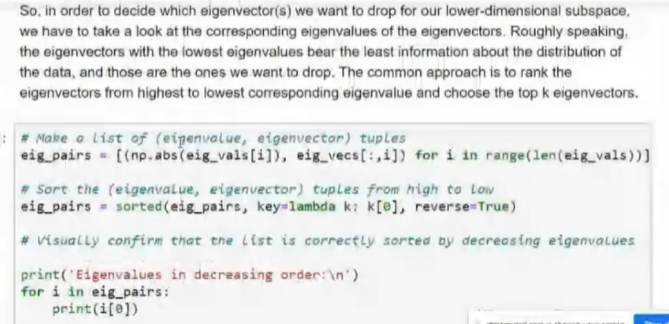 So, in order to decide which eigenvector(s) we want to drop for our lower-dimensional subspace,
we have to take a look at the corresponding eigenvalues of the eigenvectors. Roughly speaking,
the eigenvectors with the lowest eigenvalues bear the least information about the distribution of
the data, and those are the ones we want to drop. The common approach is to rank the
eigenvectors from highest to lowest corresponding eigenvalue and choose the top k eigenvectors.
# Make a list of (eigenvalue, eigenvector) tuples
eig_pairs = [(np.abs(eig_vals[i]), eig_vecs[:,i]) for i in range(len(eig_vals))]
# Sort the (eigenvalue, eigenvector) tuples from high to low
eig_pairs = sorted(eig_pairs, key=lambda k: k[0], reverse=True)
# Visually confirm that the list is correctly sorted by decreasing eigenvalues
print('Eigenvalues in decreasing order:\n')
for i in eig_pairs:
    print(i[0])